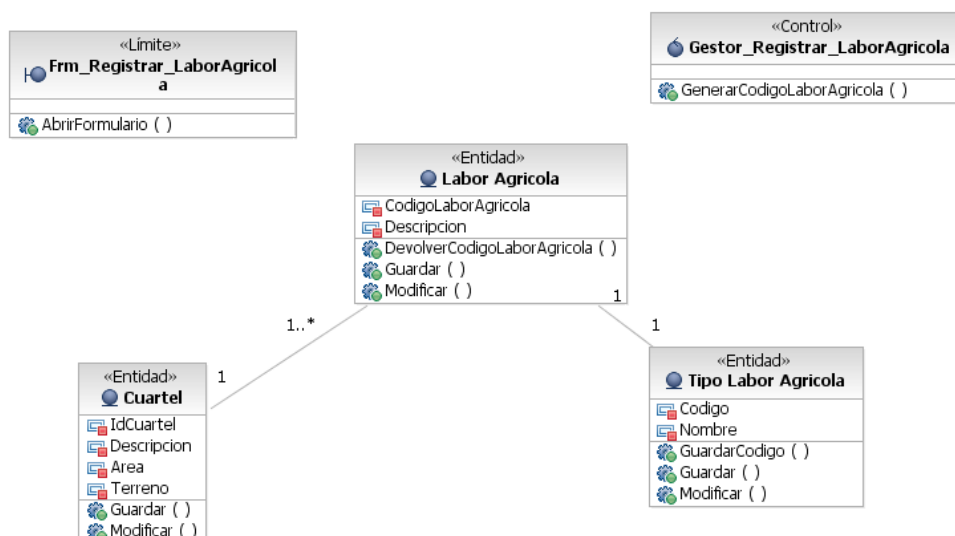 «Límite»
Frm_Registrar_LaborAgricol
a
AbrirFormulario ( )
«Control»
Gestor_Registrar_LaborAgricola
GenerarCodigoLaborAgricola ( )
«Entidad»
Labor Agricola
CodigoLaborAgricola
Descripcion
DevolverCodigoLaborAgricola ( )
Guardar ( )
Modificar ( )
1
1..*
1
1
«Entidad»
Cuartel
IdCuartel
Descripcion
Area
Terreno
Guardar ( )
Modificar ( )
«Entidad»
Tipo Labor Agricola
Codigo
Nombre
GuardarCodigo ( )
Guardar ( )
Modificar ( )